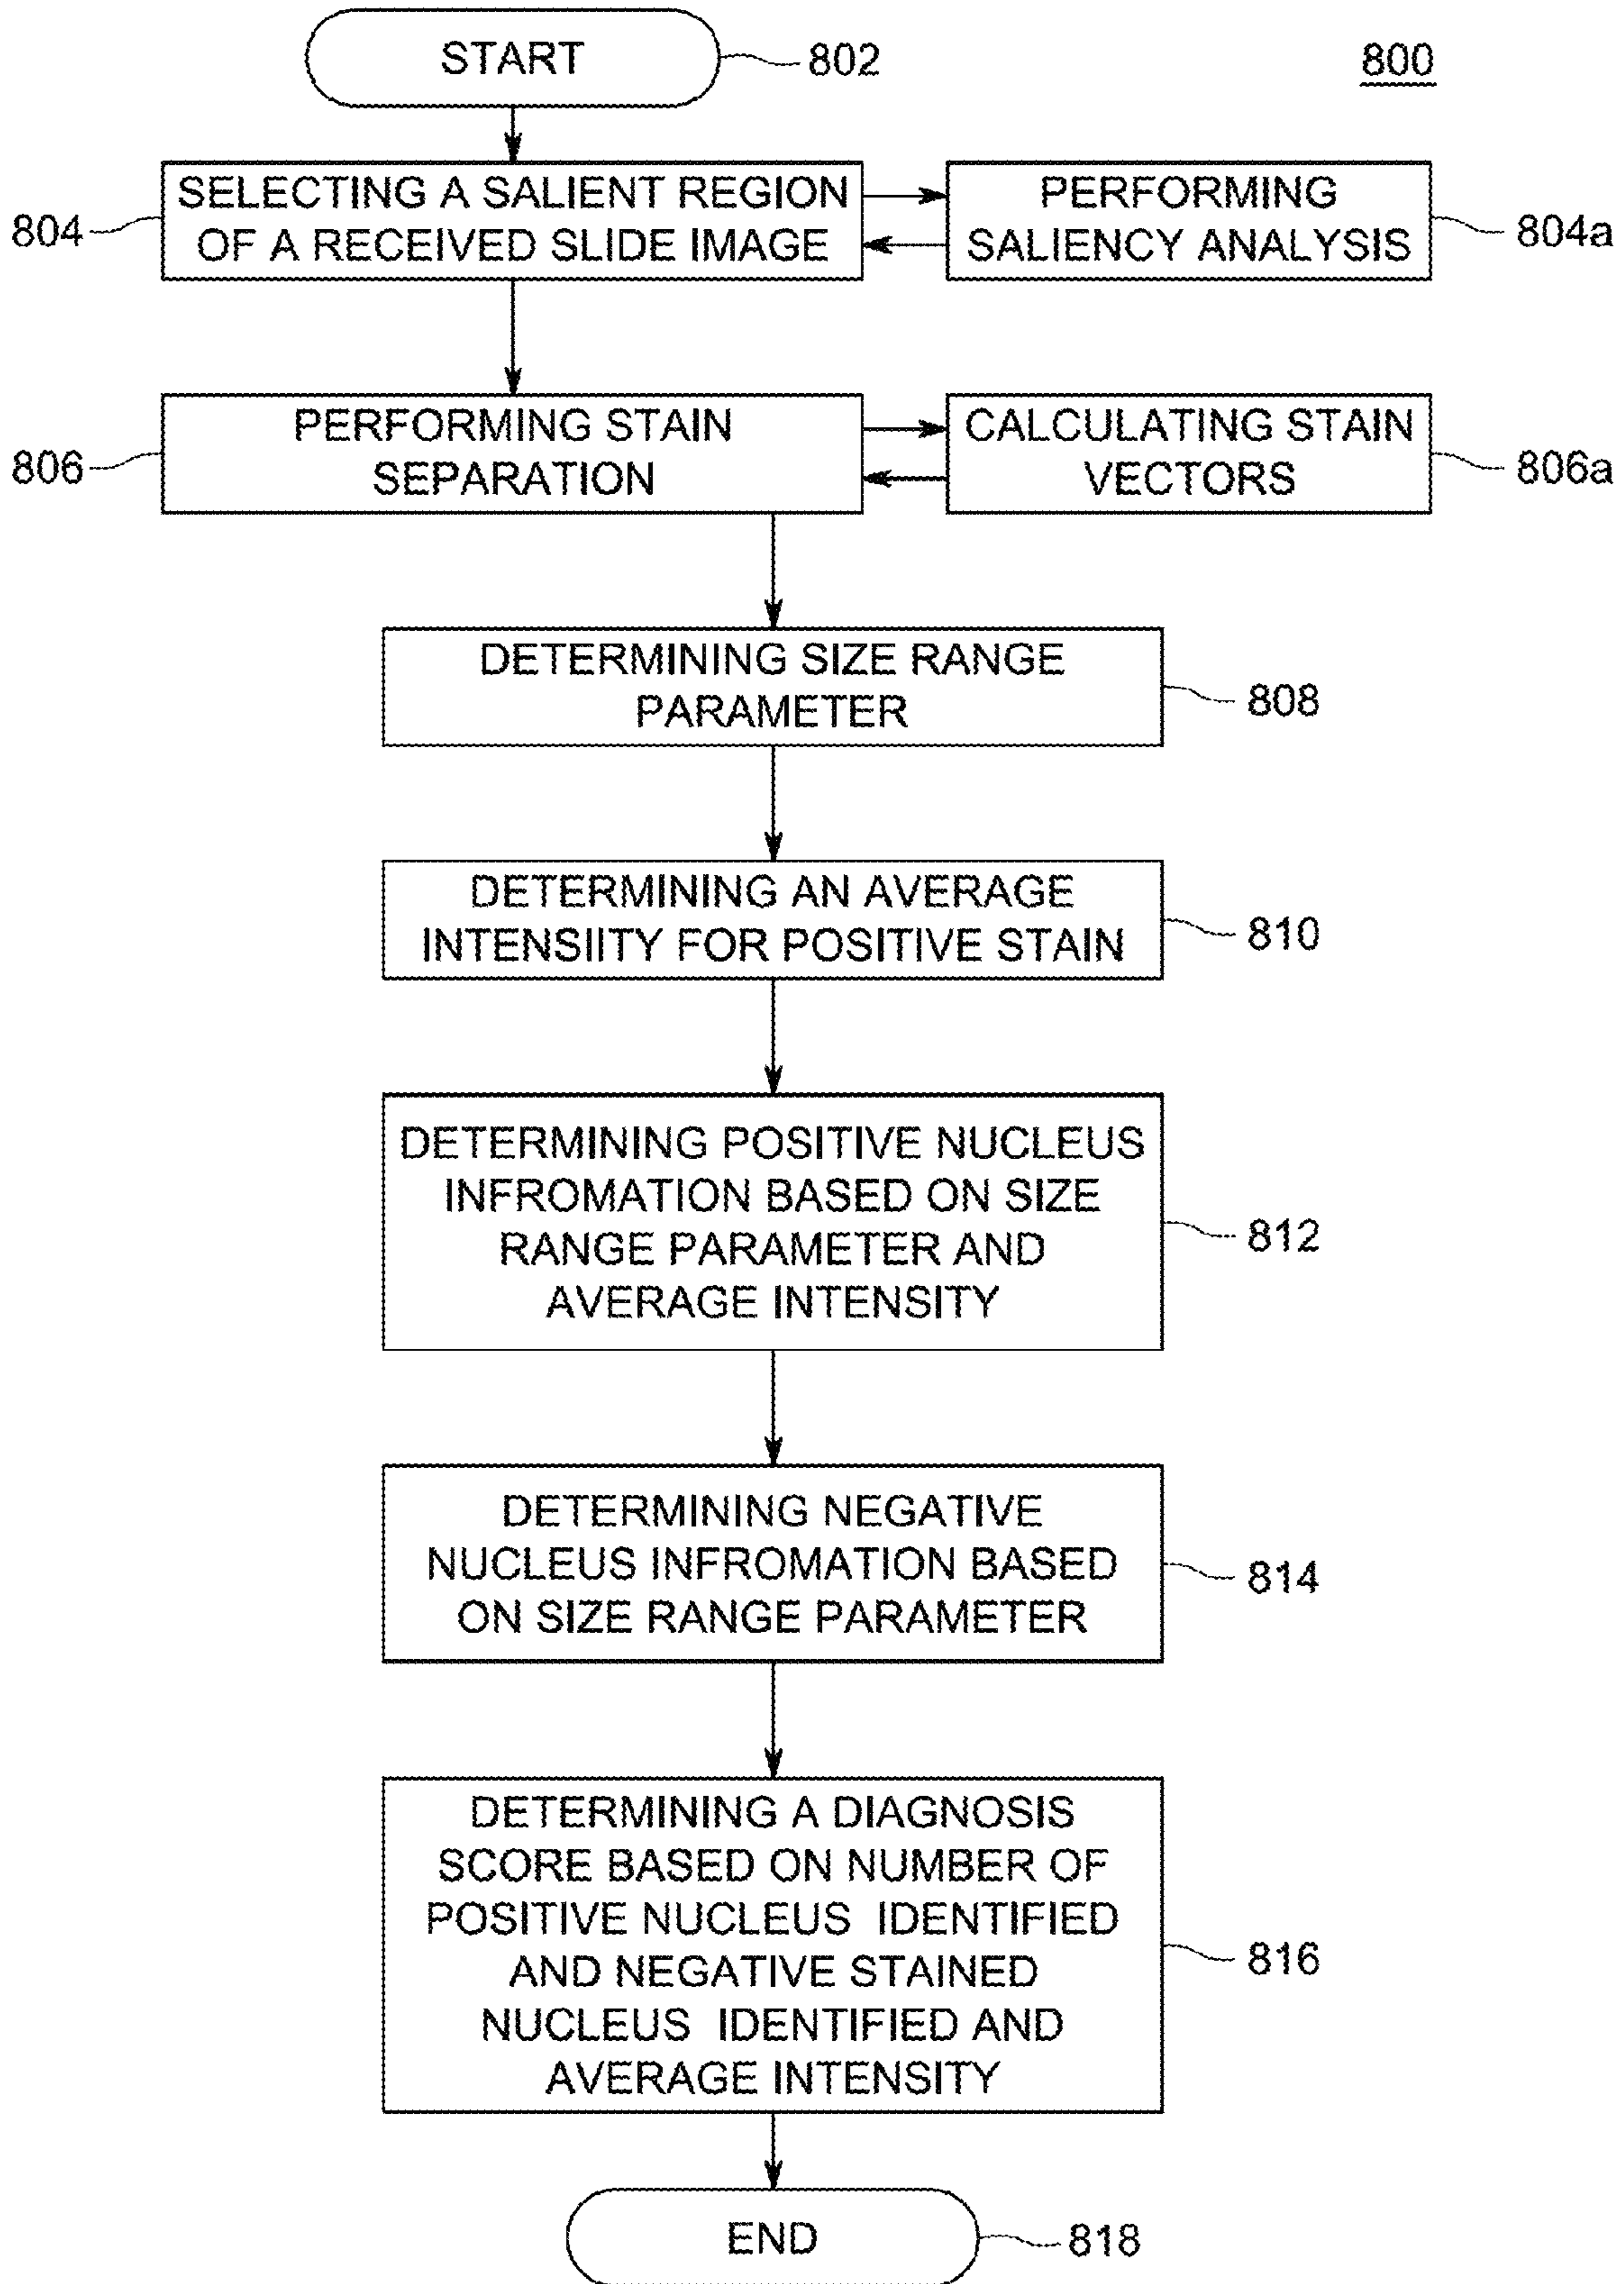 START
802
800
SELECTING A SALIENT REGION
OF A RECEIVED SLIDE IMAGE
804
PERFORMING
SALIENCY ANALYSIS
804a
PERFORMING STAIN
SEPARATION
806
CALCULATING STAIN
VECTORS
806a
DETERMINING SIZE RANGE
PARAMETER
808
DETERMINING AN AVERAGE
INTENSIITY FOR POSITIVE STAIN
810
DETERMINING POSITIVE NUCLEUS
INFROMATION BASED ON SIZE
RANGE PARAMETER AND
AVERAGE INTENSITY
812
DETERMINING NEGATIVE
NUCLEUS INFROMATION BASED
ON SIZE RANGE PARAMETER
814
DETERMINING A DIAGNOSIS
SCORE BASED ON NUMBER OF
POSITIVE NUCLEUS IDENTIFIED
AND NEGATIVE STAINED
NUCLEUS IDENTIFIED AND
AVERAGE INTENSITY
816
END
818